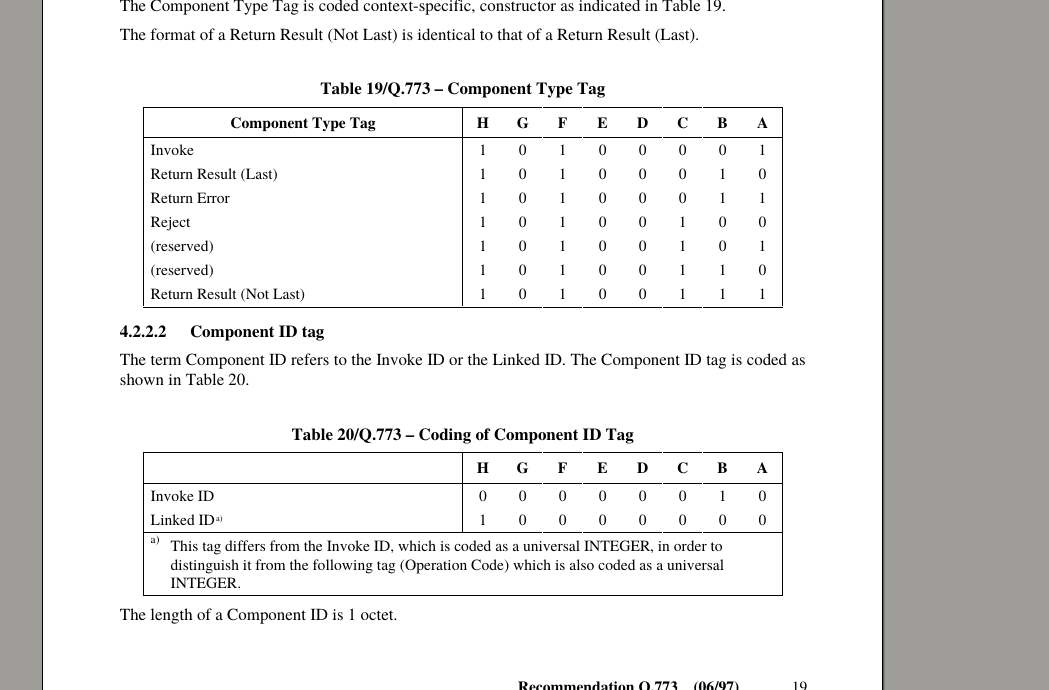 The Component Type Tag is coded context-specific, constructor as indicated in Table 19.
The format of a Return Result (Not Last) is identical to that of a Return Result (Last).
Table 19/Q.773 – Component Type Tag
Component Type Tag H G F E D C B A
Invoke 1 0 1 0 0 0 0 1
Return Result (Last) 1 0 1 0 0 0 1 0
Return Error 1 0 1 0 0 0 1 1
Reject 1 0 1 0 0 1 0 0
(reserved) 1 0 1 0 0 1 0 1
(reserved) 1 0 1 0 0 1 1 0
Return Result (Not Last) 1 0 1 0 0 1 1 1
4.2.2.2 Component ID tag
The term Component ID refers to the Invoke ID or the Linked ID. The Component ID tag is coded as
shown in Table 20.
Table 20/Q.773 – Coding of Component ID Tag
H G F E D C B A
Invoke ID 0 0 0 0 0 0 1 0
Linked ID a) 1 0 0 0 0 0 0 0
a) This tag differs from the Invoke ID, which is coded as a universal INTEGER, in order to
distinguish it from the following tag (Operation Code) which is also coded as a universal
INTEGER.
The length of a Component ID is 1 octet.
Recommendation Q.773 (06/97) 19